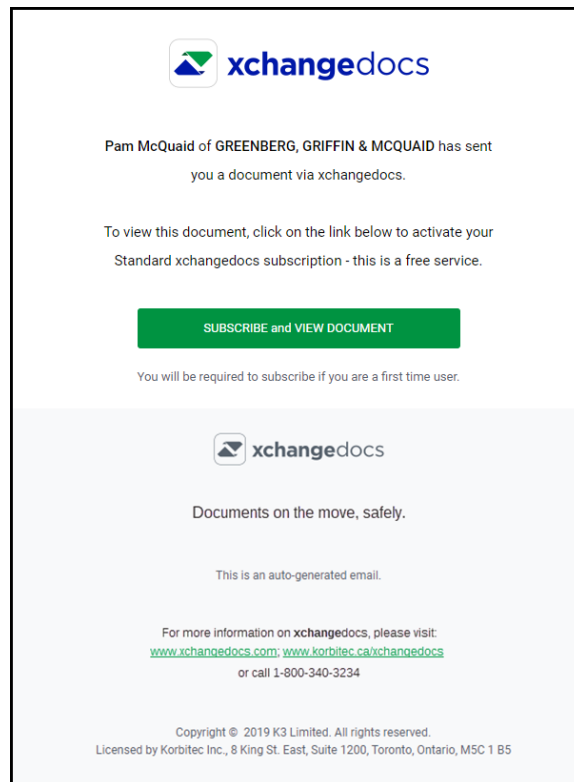 xchangedocs
Pam McQuaid of GREENBERG, GRIFFIN & MCQUAID has sent
you a document via xchangedocs.
To view this document, click on the link below to activate your
Standard xchangedocs subscription - this is a free service.
SUBSCRIBE and VIEW DOCUMENT
You will be required to subscribe if you are a first time user.
xchangedocs
Documents on the move, safely.
This is an auto-generated email.
For more information on xchangedocs, please visit:
www.xchangedocs.com; www.korbitec.ca/xchangedocs
or call 1-800-340-3234
Copyright © 2019 K3 Limited. All rights reserved.
Licensed by Korbitec Inc., 8 King St. East, Suite 1200, Toronto, Ontario, M5C 1 B5